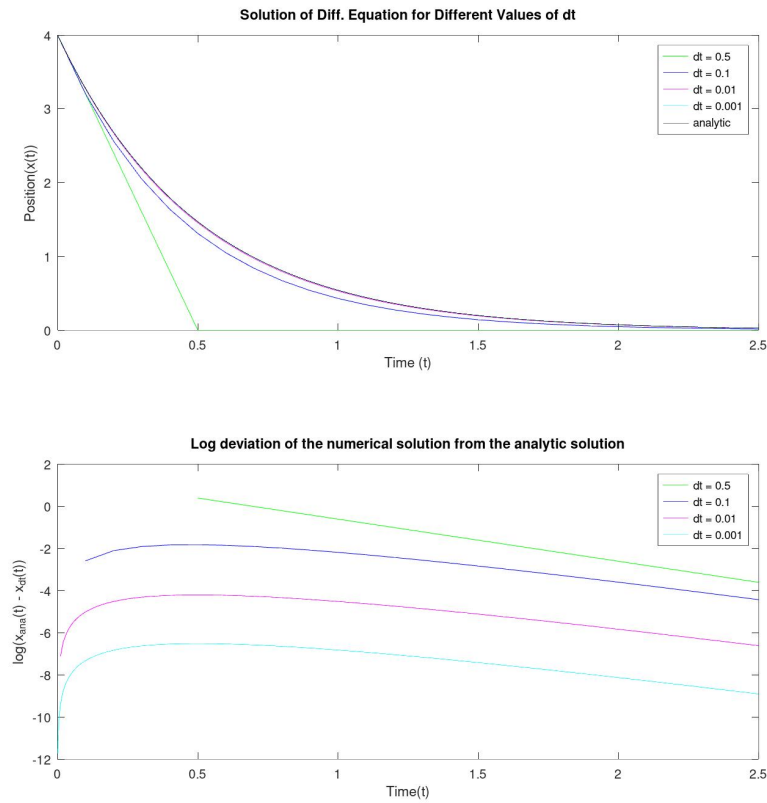 Solution of Diff. Equation for Different Values of dt
4
3
2
1
0
Position(x(t))
dt = 0.5
dt = 0.1
dt = 0.01
dt = 0.001
analytic
0 0.5 1 1.5 2 2.5
Time (t)
Log deviation of the numerical solution from the analytic solution
2
0
-2
-4
-6
-8
-10
-12
log(x_ana(t) - x_dt(t))
dt = 0.5
dt = 0.1
dt = 0.01
dt = 0.001
0 0.5 1 1.5 2 2.5
Time(t)